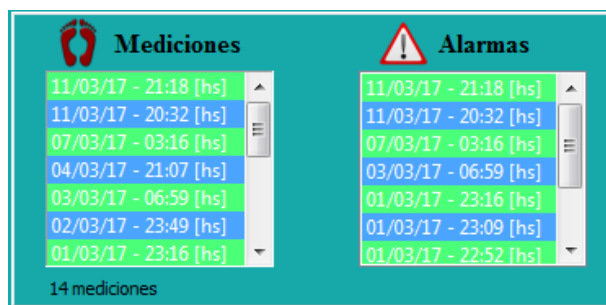 Mediciones
11/03/17 - 21:18 [hs]
11/03/17 - 20:32 [hs]
07/03/17 - 03:16 [hs]
04/03/17 - 21:07 [hs]
03/03/17 - 06:59 [hs]
02/03/17 - 23:49 [hs]
01/03/17 - 23:16 [hs]
14 mediciones
Alarmas
11/03/17 - 21:18 [hs]
11/03/17 - 20:32 [hs]
07/03/17 - 03:16 [hs]
03/03/17 - 06:59 [hs]
01/03/17 - 23:16 [hs]
01/03/17 - 23:09 [hs]
01/03/17 - 22:52 [hs]